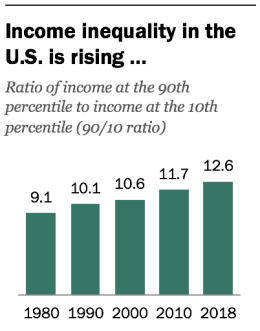 Income inequality in the
U.S. is rising ...
Ratio of income at the 90th
percentile to income at the 10th
percentile (90/10 ratio)
9.1 10.1 10.6 11.7 12.6
1980 1990 2000 2010 2018